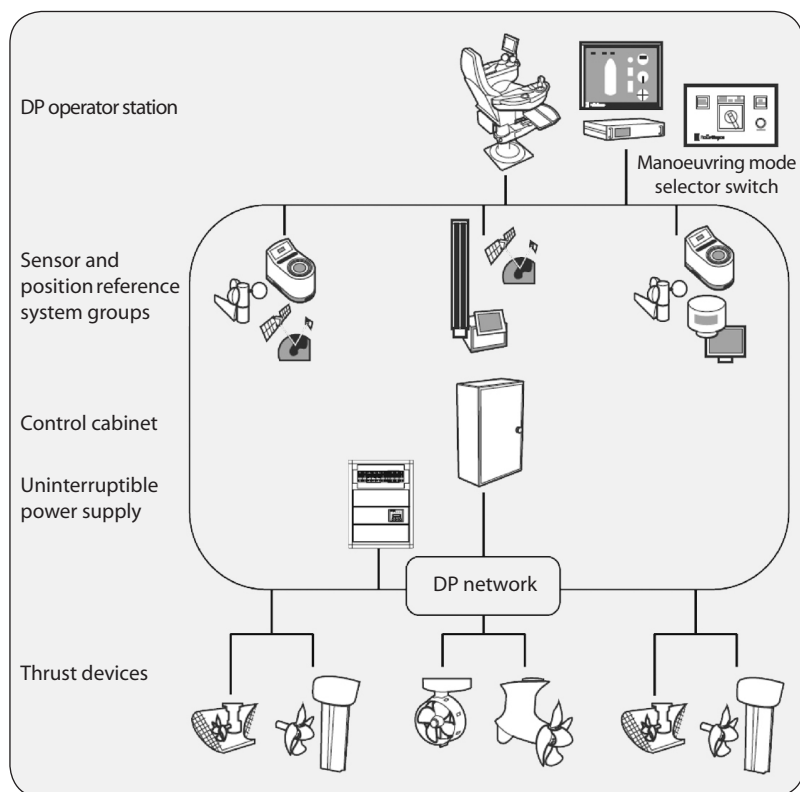 DP operator station
Manoeuvring mode
selector switch
Sensor and
position reference
system groups
Control cabinet
Uninterruptible
power supply
DP network
Thrust devices